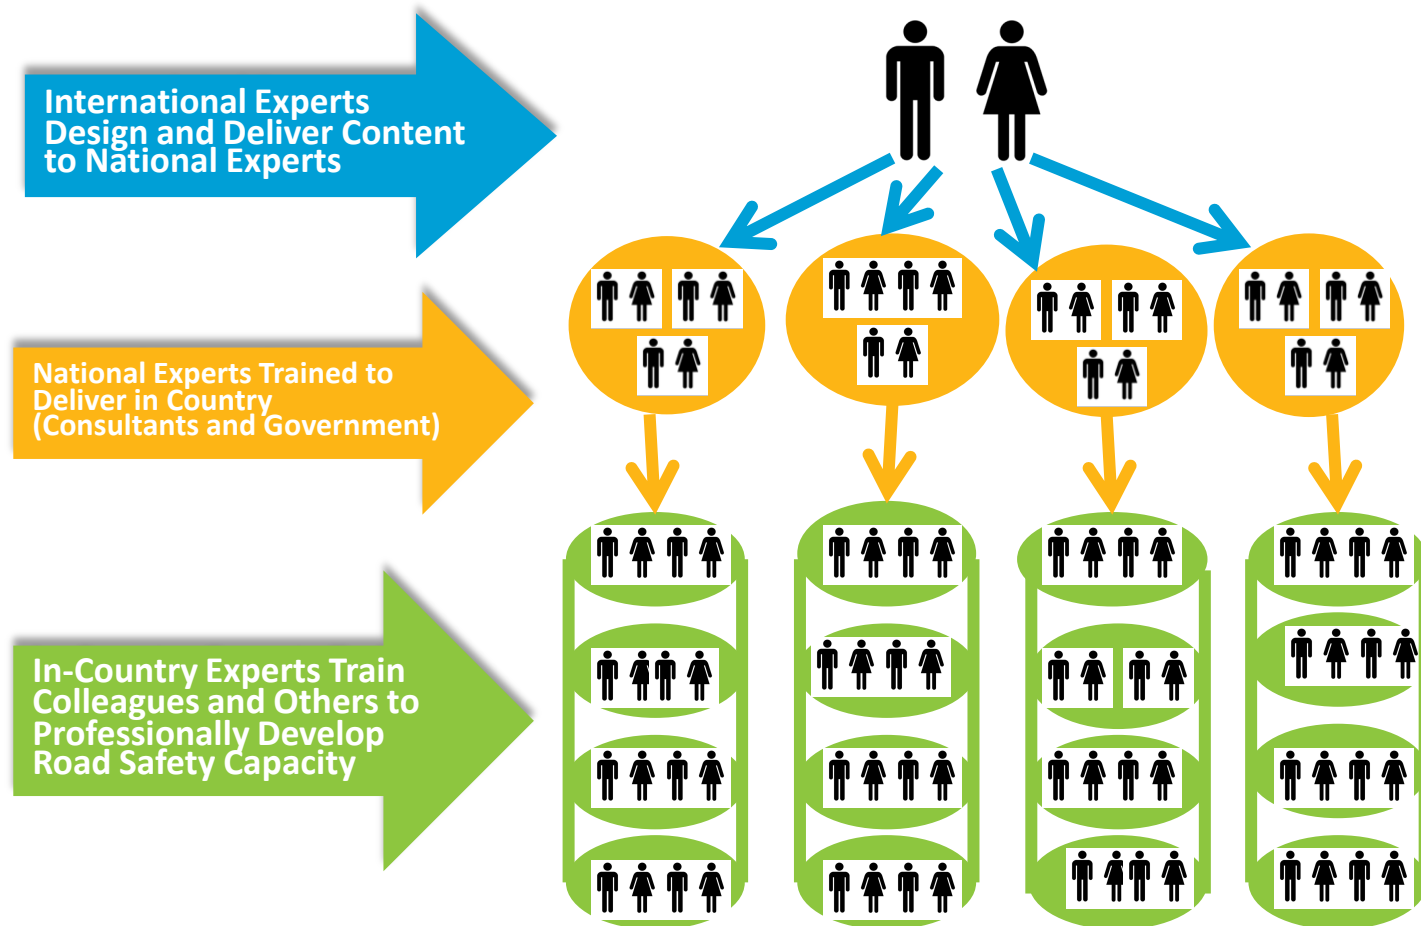 International Experts
Design and Deliver Content
to National Experts
National Experts Trained to
Deliver in Country
(Consultants and Government)
In-Country Experts Train
Colleagues and Others to
Professionally Develop
Road Safety Capacity